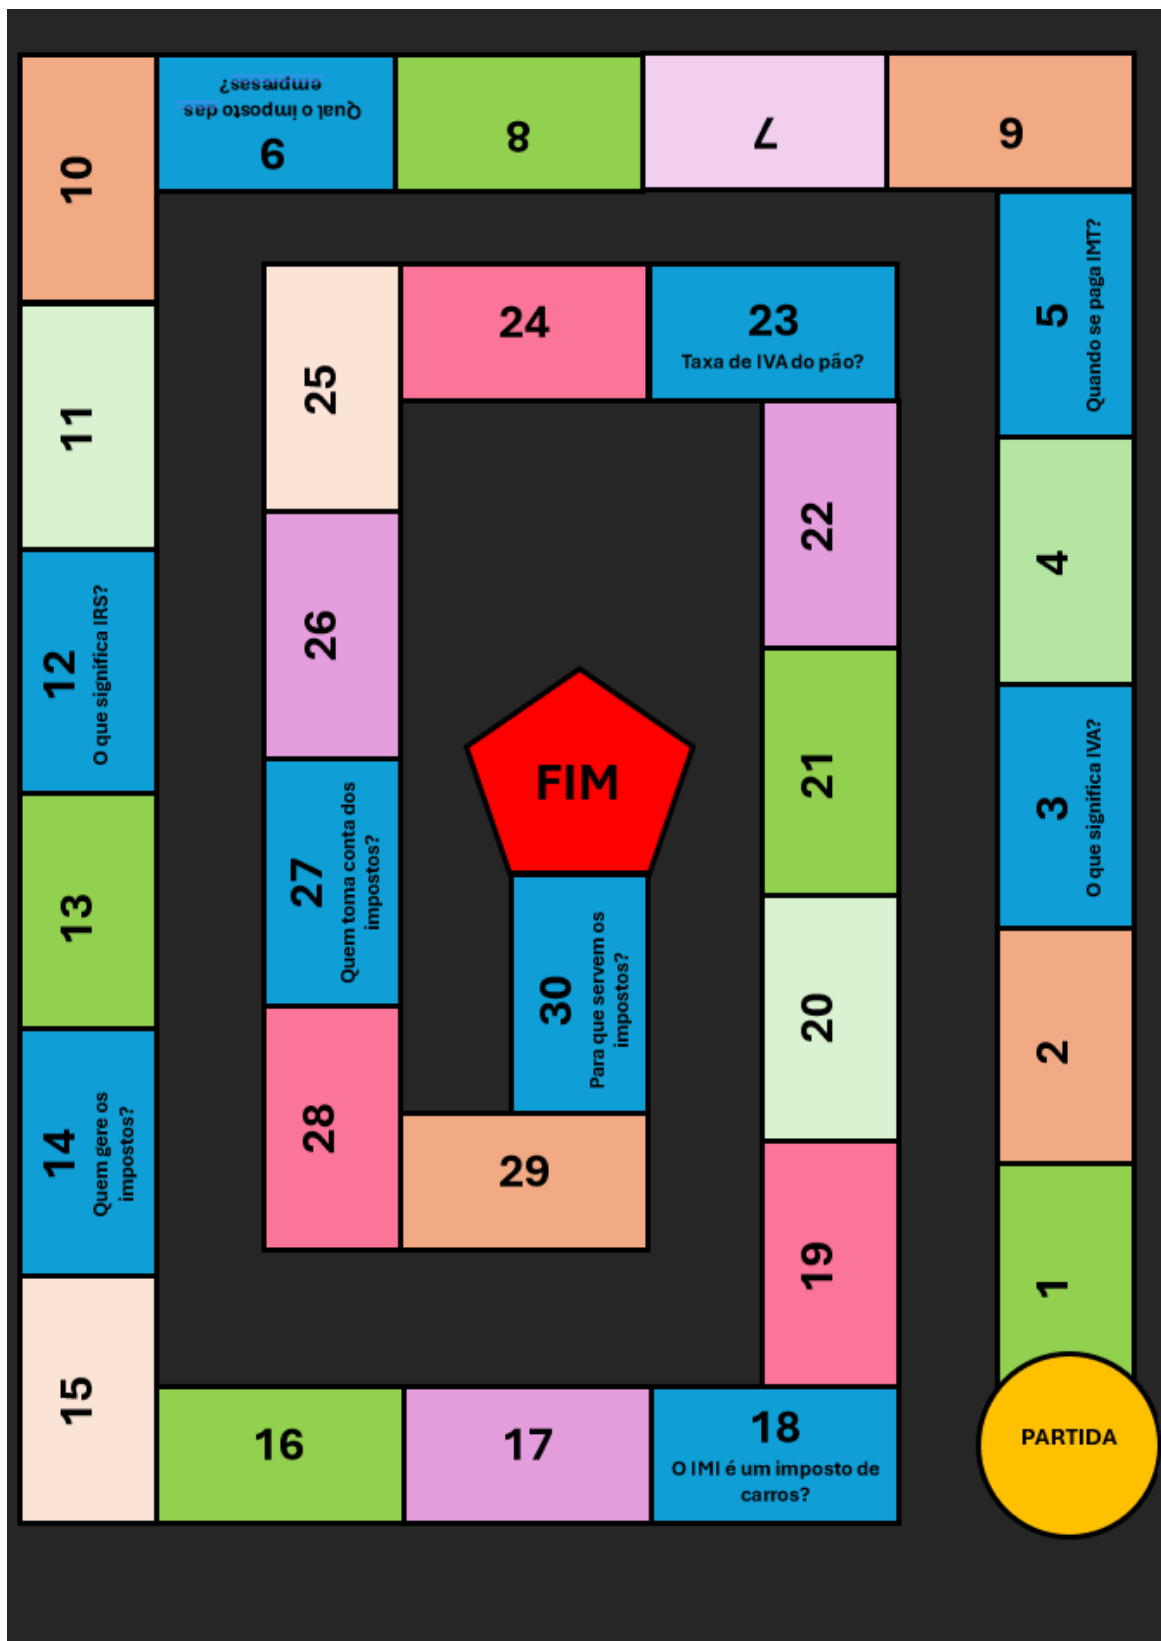 PARTIDA
1
2
3
O que significa IVA?
4
5
Quando se paga IMT?
6
7
8
9
Qual o imposto das
empresas?
10
11
12
O que significa IRS?
13
14
Quem gere os
impostos?
15
16
17
18
O IMI é um imposto de
carros?
19
20
21
22
23
Taxa de IVA do pão?
24
25
26
27
Quem toma conta dos
impostos?
28
29
30
Para que servem os
impostos?
FIM